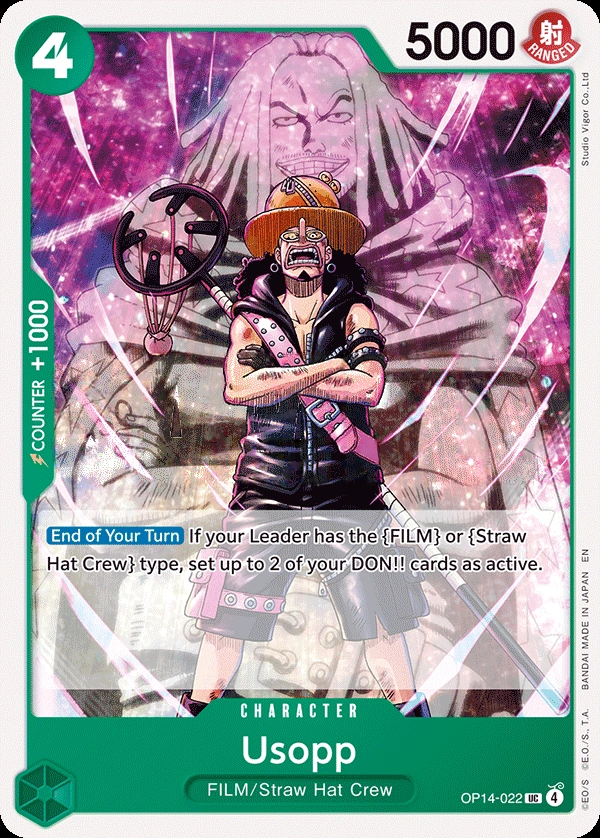 4
5000
射
RANGED
Studio Vigor Co.,Ltd
COUNTER +1000
End of Your Turn If your Leader has the {FILM} or {Straw
Hat Crew} type, set up to 2 of your DON!! cards as active.
CHARACTER
Usopp
FILM/Straw Hat Crew
OP14-022 UC 4
©EO/S ©E.O./S., T.A. BANDAI MADE IN JAPAN EN